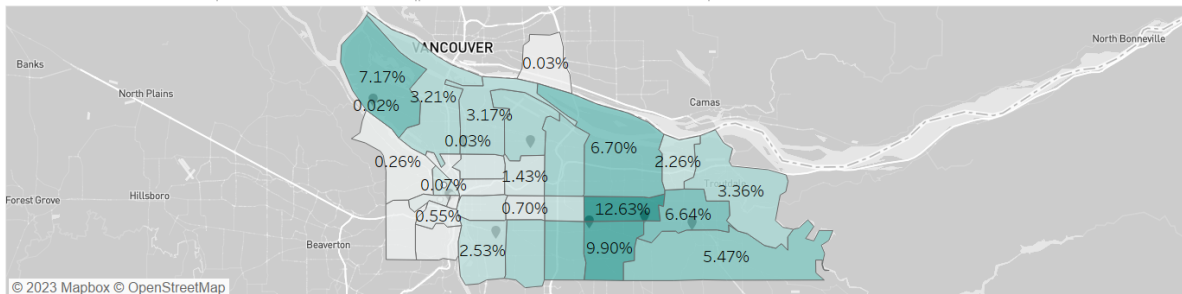 VANCOUVER
North Bonneville
Banks
0.03%
7.17%
North Plains
3.21%
0.02%
Camas
3.17%
0.03%
6.70%
0.26%
2.26%
1.43%
0.07%
3.36%
Hillsboro
Forest Grove
0.70%
12.63%
6.64%
0.55%
Beaverton
2.53%
9.90%
5.47%
© 2023 Mapbox © OpenStreetMap